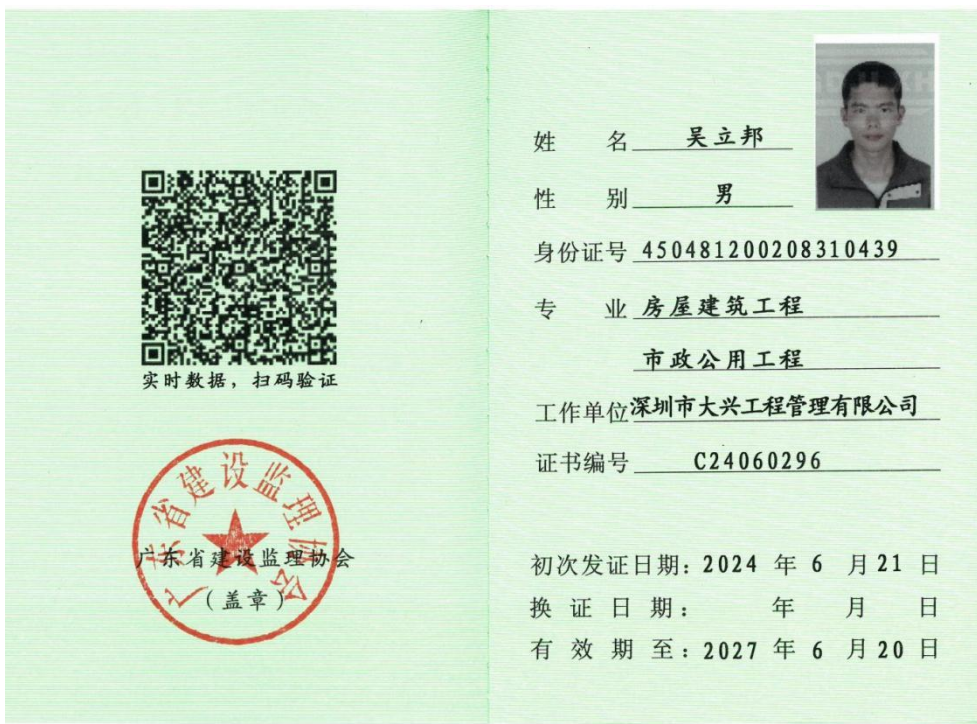 实时数据，扫码验证
广东省建设监理协会
广东省建设监理协会
（盖章）
姓 名 吴立邦
性 别 男
身份证号 450481200208310439
专 业 房屋建筑工程
市政公用工程
工作单位 深圳市大兴工程管理有限公司
证书编号 C24060296
初次发证日期：2024 年 6 月 21 日
换 证 日 期： 年 月 日
有 效 期 至：2027 年 6 月 20 日